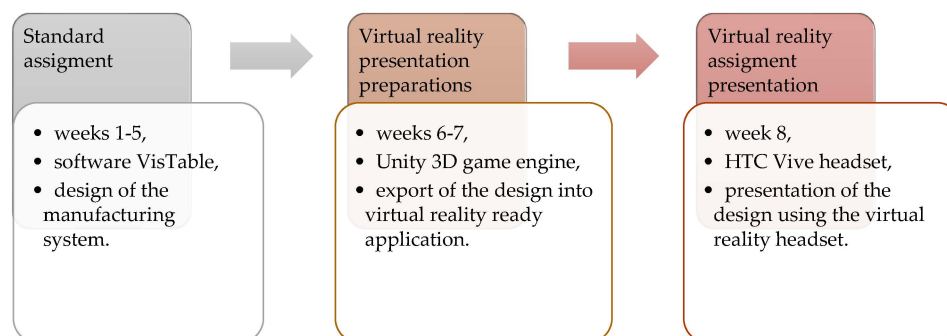 Standard
assigment
• weeks 1-5,
• software VisTable,
• design of the
manufacturing
system.
Virtual reality
presentation
preparations
• weeks 6-7,
• Unity 3D game engine,
• export of the design into
virtual reality ready
application.
Virtual reality
assigment
presentation
• week 8,
• HTC Vive headset,
• presentation of the
design using the virtual
reality headset.